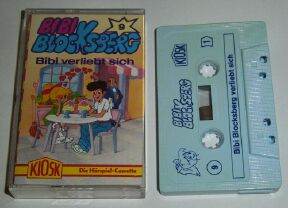 BIBI
BLOCKSBERG
9
Bibi verliebt sich
KIOSK
Die Hörspiel-Cassette
KIOSK
1
BIBI
BLOCKSBERG
9
Bibi Blocksberg verliebt sich